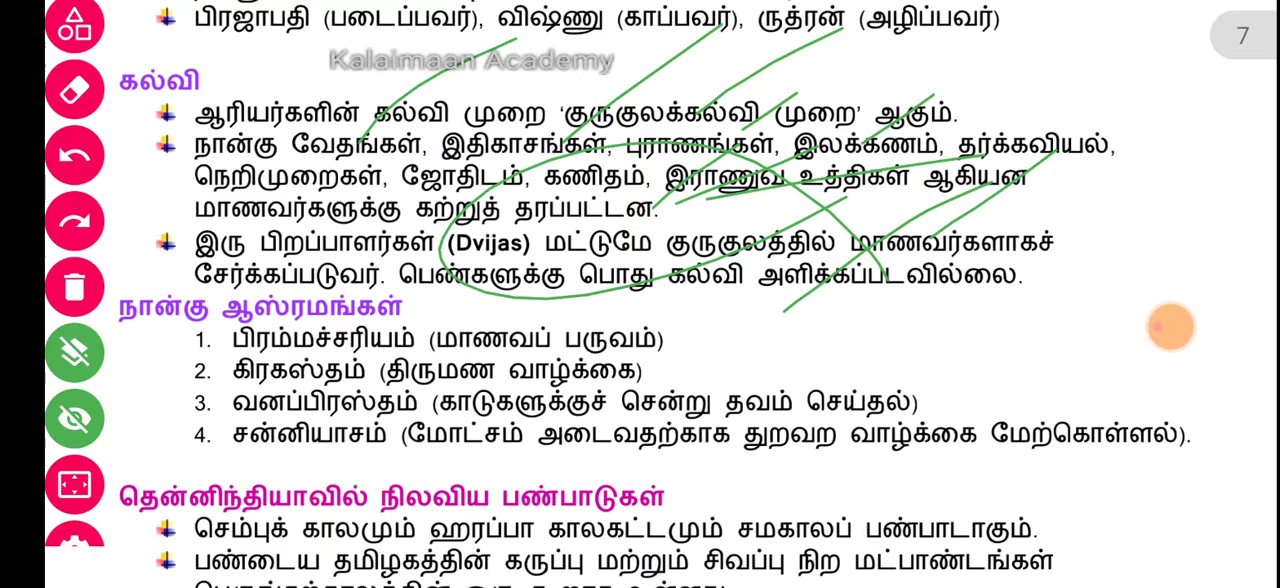 பிரஜாபதி (படைப்பவர்), விஷ்ணு (காப்பவர்), ருத்ரன் (அழிப்பவர்)
7
Kalaimaan Academy
கல்வி
ஆரியர்களின் கல்வி முறை ‘குருகுலக்கல்வி முறை’ ஆகும்.
நான்கு வேதங்கள், இதிகாசங்கள், புராணங்கள், இலக்கணம், தர்க்கவியல்,
நெறிமுறைகள், ஜோதிடம், கணிதம், இராணுவ உத்திகள் ஆகியன
மாணவர்களுக்கு கற்றுத் தரப்பட்டன.
இரு பிறப்பாளர்கள் (Dvijas) மட்டுமே குருகுலத்தில் மாணவர்களாகச்
சேர்க்கப்படுவர். பெண்களுக்கு பொது கல்வி அளிக்கப்படவில்லை.
நான்கு ஆஸ்ரமங்கள்
1. பிரம்மச்சரியம் (மாணவப் பருவம்)
2. கிரகஸ்தம் (திருமண வாழ்க்கை)
3. வனப்பிரஸ்தம் (காடுகளுக்குச் சென்று தவம் செய்தல்)
4. சன்னியாசம் (மோட்சம் அடைவதற்காக துறவற வாழ்க்கை மேற்கொள்ளல்).
தென்னிந்தியாவில் நிலவிய பண்பாடுகள்
செம்புக் காலமும் ஹரப்பா காலகட்டமும் சமகாலப் பண்பாடாகும்.
பண்டைய தமிழகத்தின் கருப்பு மற்றும் சிவப்பு நிற மட்பாண்டங்கள்